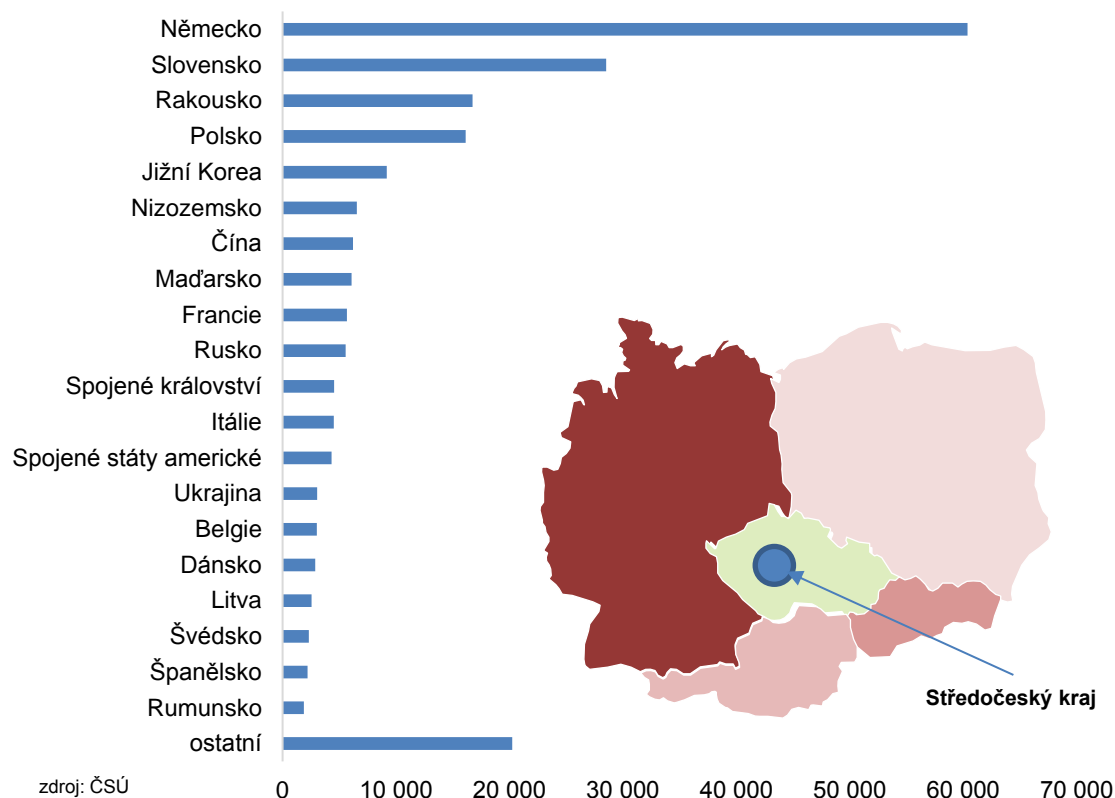 Německo
Slovensko
Rakousko
Polsko
Jižní Korea
Nizozemsko
Čína
Maďarsko
Francie
Rusko
Spojené království
Itálie
Spojené státy americké
Ukrajina
Belgie
Dánsko
Litva
Švédsko
Španělsko
Rumunsko
ostatní
Středočeský kraj
0 10 000 20 000 30 000 40 000 50 000 60 000 70 000
zdroj: ČSÚ